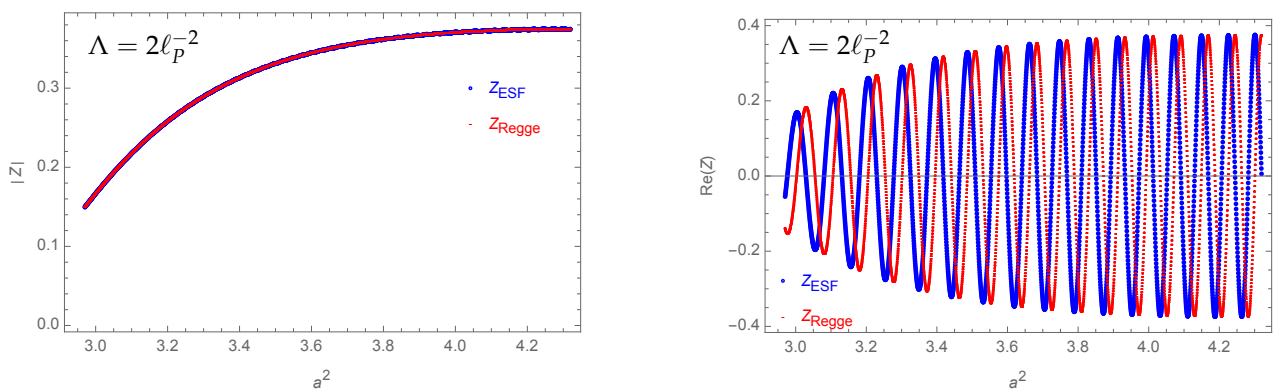 Λ = 2ℓ_P^{-2}
Z_ESF
Z_Regge
|Z|
0.3
0.2
0.1
0.0
3.0 3.2 3.4 3.6 3.8 4.0 4.2
a²
Λ = 2ℓ_P^{-2}
Z_ESF
Z_Regge
Re(Z)
0.4
0.2
0.0
-0.2
-0.4
3.0 3.2 3.4 3.6 3.8 4.0 4.2
a²